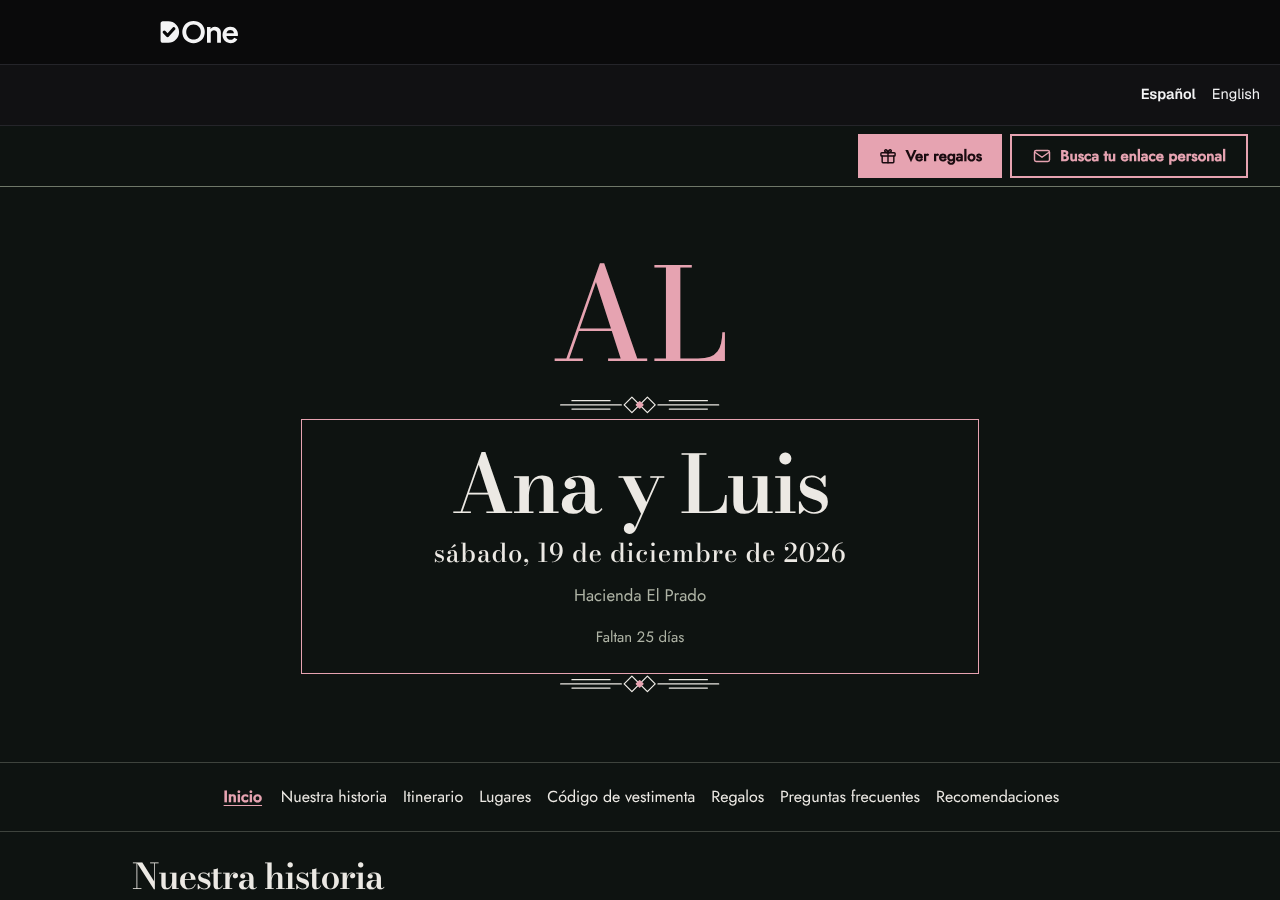 One
Español English
Ver regalos Busca tu enlace personal
AL
Ana y Luis
sábado, 19 de diciembre de 2026
Hacienda El Prado
Faltan 25 días
Inicio Nuestra historia Itinerario Lugares Código de vestimenta Regalos Preguntas frecuentes Recomendaciones
Nuestra historia